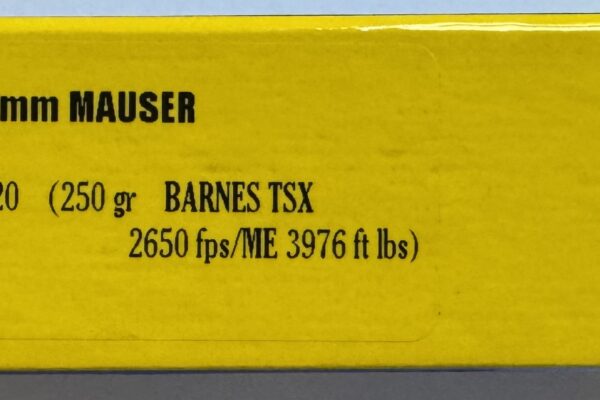 mm MAUSER
20 (250 gr BARNES TSX
2650 fps/ME 3976 ft lbs)